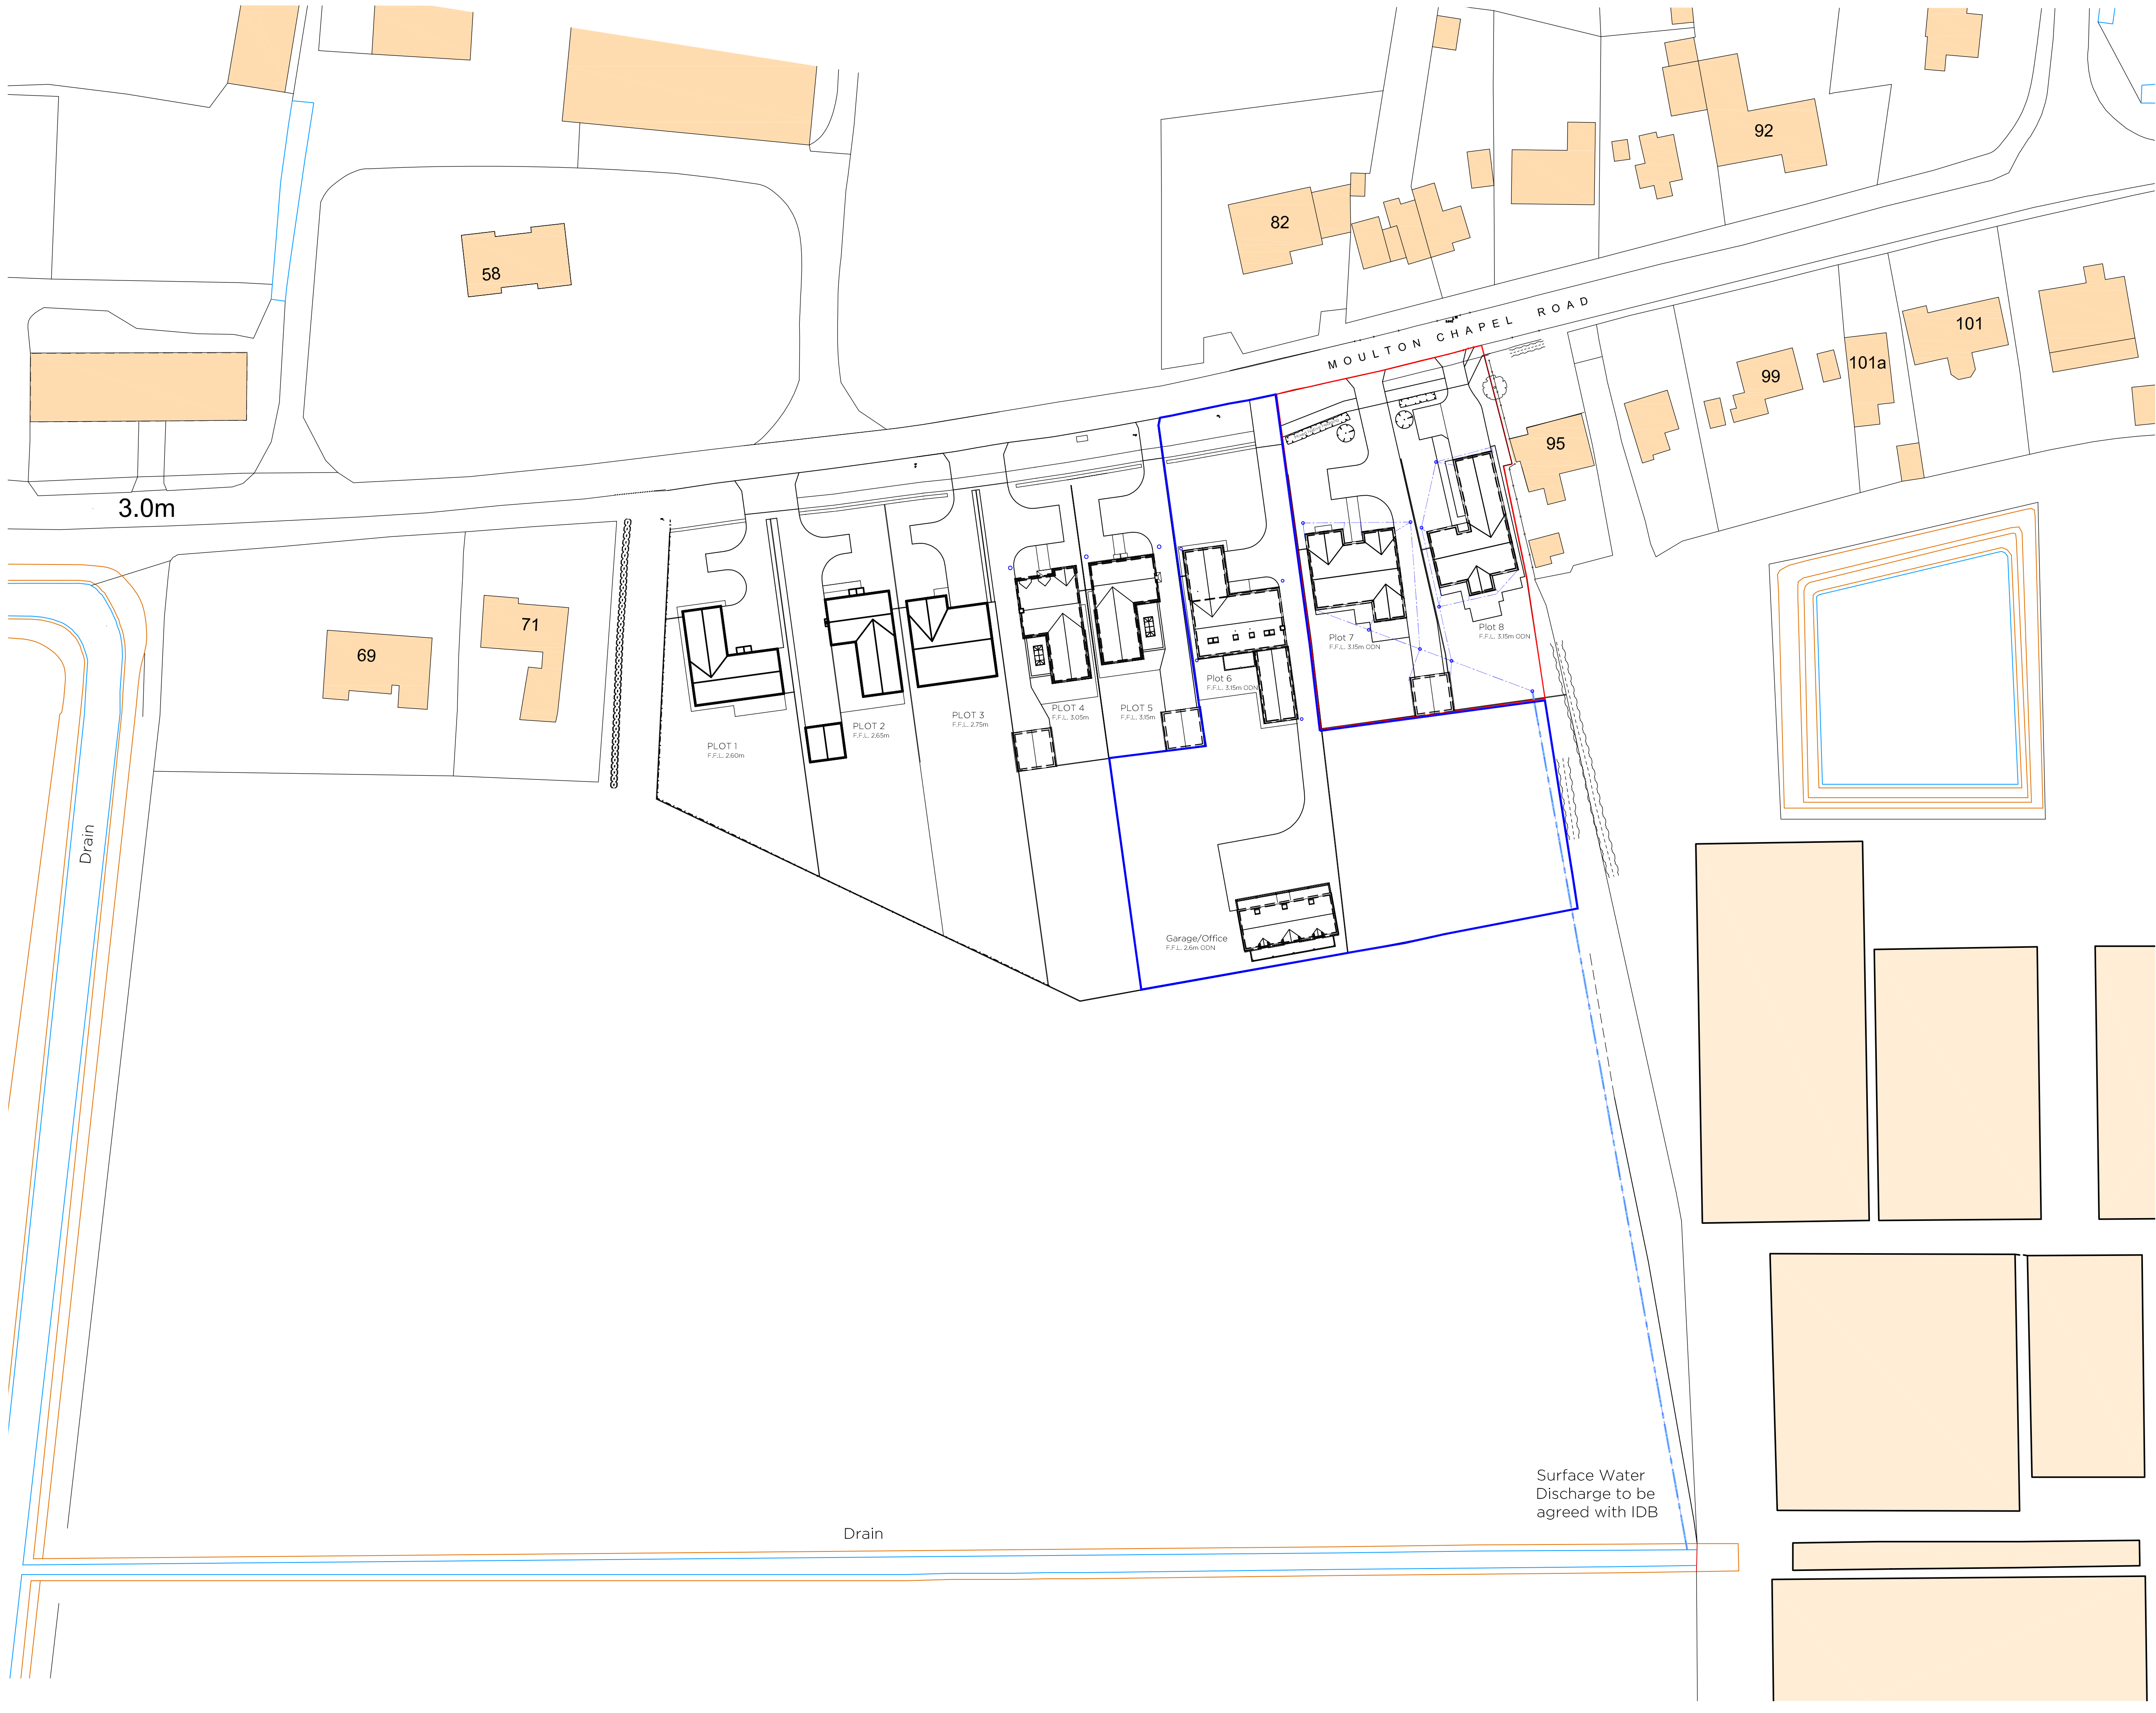 92
82
58
MOULTON CHAPEL ROAD
101
101a
99
95
3.0m
71
69
Plot 8
F.F.L. 3.15m ODN
Plot 7
F.F.L. 3.15m ODN
Plot 6
F.F.L. 3.15m ODN
PLOT 5
F.F.L. 3.15m
PLOT 4
F.F.L. 3.05m
PLOT 3
F.F.L. 2.75m
PLOT 2
F.F.L. 2.65m
PLOT 1
F.F.L. 2.60m
Drain
Garage/Office
F.F.L. 2.6m ODN
Surface Water
Discharge to be
agreed with IDB
Drain